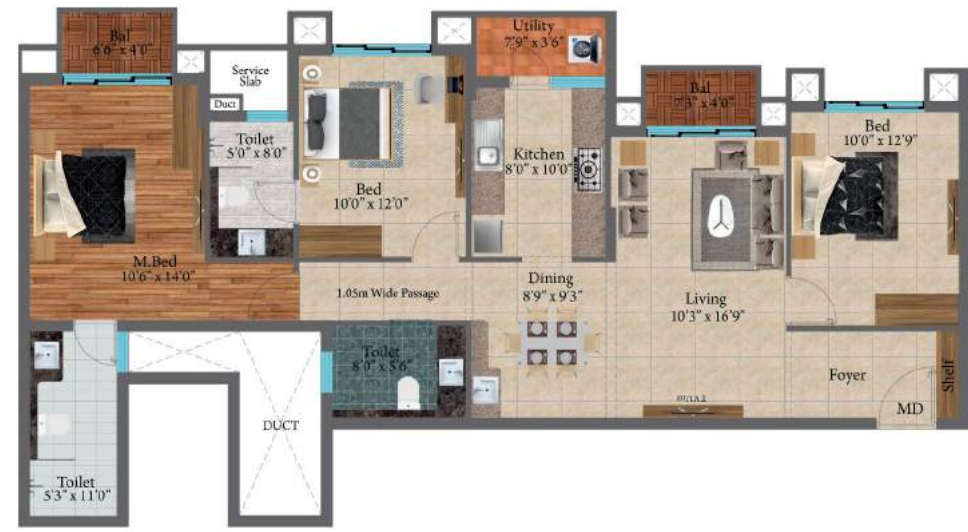 Bal
6'6" x 4'0"
Service
Slab
Duct
Toilet
5'0" x 8'0"
Utility
7'9" x 3'6"
Bal
7'3" x 4'0"
Bed
10'0" x 12'9"
Kitchen
8'0" x 10'0"
Bed
10'0" x 12'0"
M.Bed
10'6" x 14'0"
1.05m Wide Passage
Dining
8'9" x 9'3"
Living
10'3" x 16'9"
Toilet
8'0" x 5'6"
Foyer
Shelf
MD
DUCT
Toilet
5'3" x 11'0"